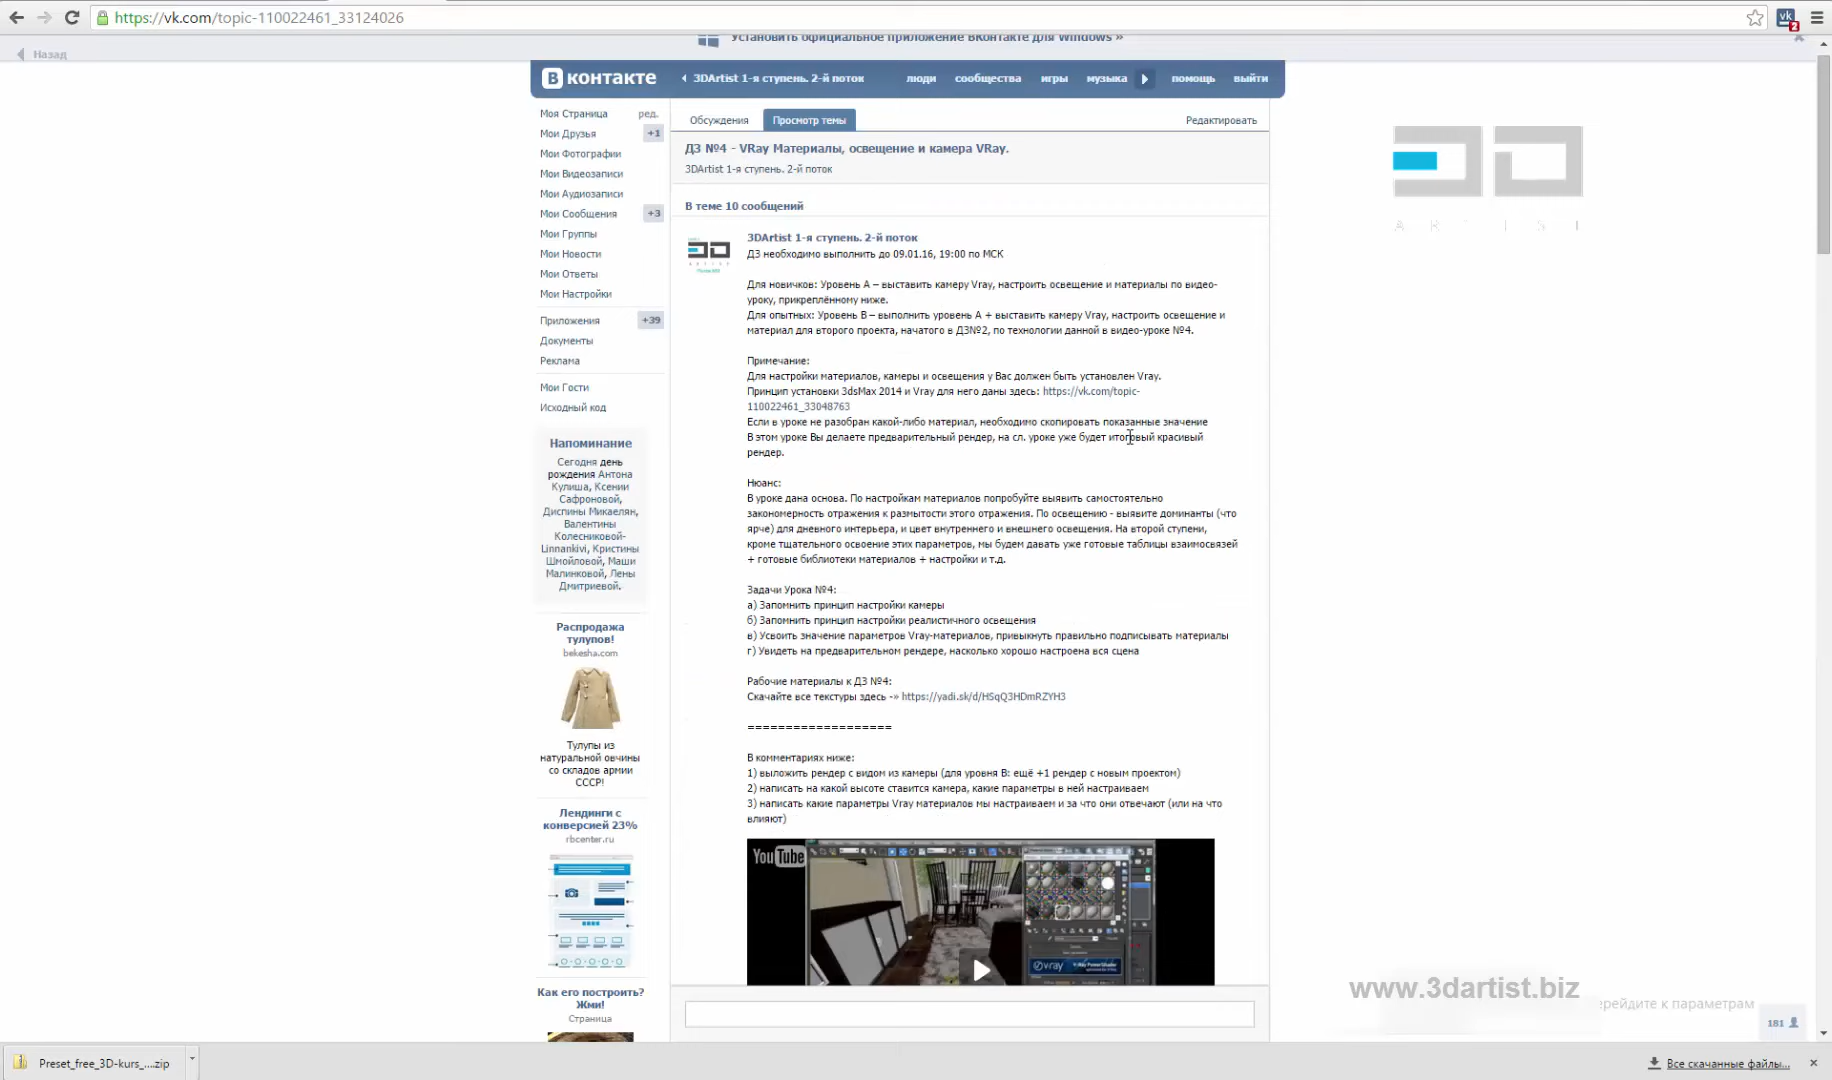 https://vk.com/topic-110022461_33124026
Установить официальное приложение ВКонтакте для Windows »
Назад
В контакте
3DArtist 1-я ступень. 2-й поток
люди
сообщества
игры
музыка
помощь
выйти
Моя Страница
ред.
Мои Друзья
+1
Мои Фотографии
Мои Видеозаписи
Мои Аудиозаписи
Мои Сообщения
+3
Мои Группы
Мои Новости
Мои Ответы
Мои Настройки
Приложения
+39
Документы
Реклама
Мои Гости
Исходный код
Напоминание
Сегодня день
рождения Антона
Кулиша, Ксении
Сафроновой,
Диспины Микаелян,
Валентины
Колесниковой-
Linnankivi, Кристины
Шмойловой, Маши
Малинковой, Лены
Дмитриевой.
Распродажа
тулупов!
bekesha.com
Тулупы из
натуральной овчины
со складов армии
СССР!
Лендинги с
конверсией 23%
rbcenter.ru
Как его построить?
Жми!
Страница
Обсуждения
Просмотр темы
Редактировать
ДЗ №4 - VRay Материалы, освещение и камера VRay.
3DArtist 1-я ступень. 2-й поток
В теме 10 сообщений
3DArtist 1-я ступень. 2-й поток
ДЗ необходимо выполнить до 09.01.16, 19:00 по МСК
Для новичков: Уровень А – выставить камеру Vray, настроить освещение и материалы по видео-
уроку, прикреплённому ниже.
Для опытных: Уровень В – выполнить уровень А + выставить камеру Vray, настроить освещение и
материал для второго проекта, начатого в ДЗ№2, по технологии данной в видео-уроке №4.
Примечание:
Для настройки материалов, камеры и освещения у Вас должен быть установлен Vray.
Принцип установки 3dsMax 2014 и Vray для него даны здесь: https://vk.com/topic-
110022461_33048763
Если в уроке не разобран какой-либо материал, необходимо скопировать показанные значение
В этом уроке Вы делаете предварительный рендер, на сл. уроке уже будет итоговый красивый
рендер.
Нюанс:
В уроке дана основа. По настройкам материалов попробуйте выявить самостоятельно
закономерность отражения к размытости этого отражения. По освещению - выявите доминанты (что
ярче) для дневного интерьера, и цвет внутреннего и внешнего освещения. На второй ступени,
кроме тщательного освоение этих параметров, мы будем давать уже готовые таблицы взаимосвязей
+ готовые библиотеки материалов + настройки и т.д.
Задачи Урока №4:
а) Запомнить принцип настройки камеры
б) Запомнить принцип настройки реалистичного освещения
в) Усвоить значение параметров Vray-материалов, привыкнуть правильно подписывать материалы
г) Увидеть на предварительном рендере, насколько хорошо настроена вся сцена
Рабочие материалы к ДЗ №4:
Скачайте все текстуры здесь -» https://yadi.sk/d/HSqQ3HDmRZYH3
===================
В комментариях ниже:
1) выложить рендер с видом из камеры (для уровня В: ещё +1 рендер с новым проектом)
2) написать на какой высоте ставится камера, какие параметры в ней настраиваем
3) написать какие параметры Vray материалов мы настраиваем и за что они отвечают (или на что
влияют)
YouTube
3D
www.3dartist.biz
ерейдите к параметрам
181
Preset_free_3D-kurs_....zip
Все скачанные файлы...